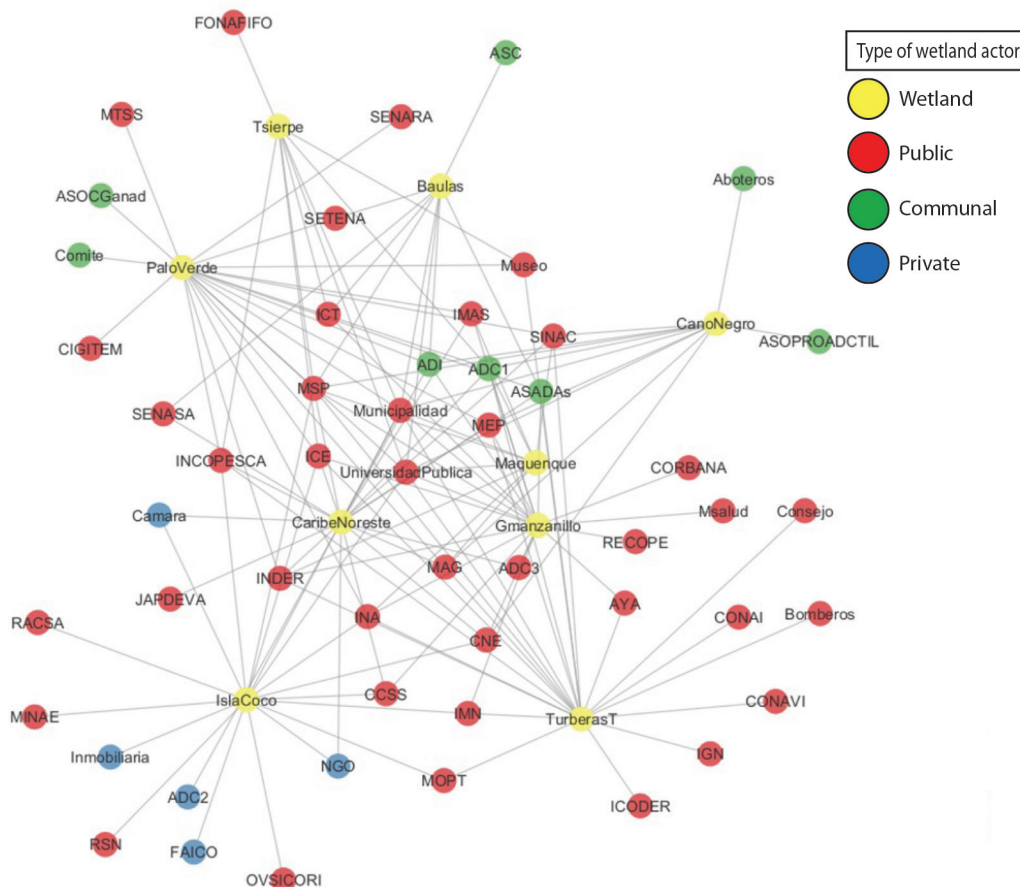 FONAFIFO
ASC
Type of wetland actor
Wetland
MTSS
SENARA
Tsierpe
Public
Aboteros
ASOCGanad
Baulas
Communal
SETENA
Comite
PaloVerde
Museo
Private
ICT
IMAS
CanoNegro
SINAC
ASOPROADCTIL
CIGITEM
ADI
ADC1
MSP
ASADAs
SENASA
Municipalidad
MEP
INCOPESCA
ICE
UniversidadPublica
Maquenque
CORBANA
Camara
CaribeNoreste
Gmanzanillo
Msalud
Consejo
RECOPE
INDER
MAG
ADC3
JAPDEVA
AYA
RACSA
INA
CONAI
Bomberos
CNE
IslaCoco
CCSS
MINAE
IMN
TurberasT
CONAVI
Inmobiliaria
NGO
MOPT
IGN
ADC2
ICODER
RSN
FAICO
OVSICORI